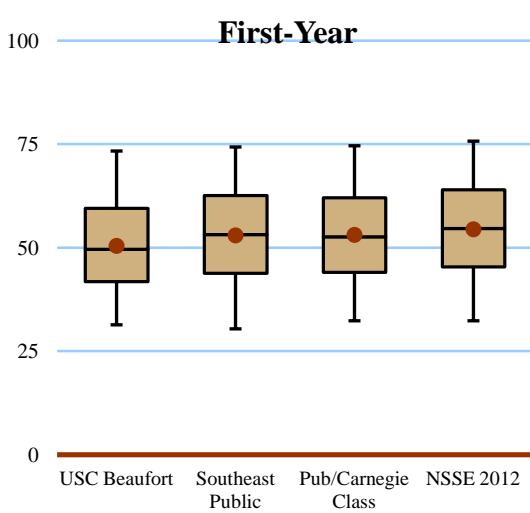 First-Year
100
75
50
25
0
USC Beaufort
Southeast
Public
Pub/Carnegie
Class
NSSE 2012